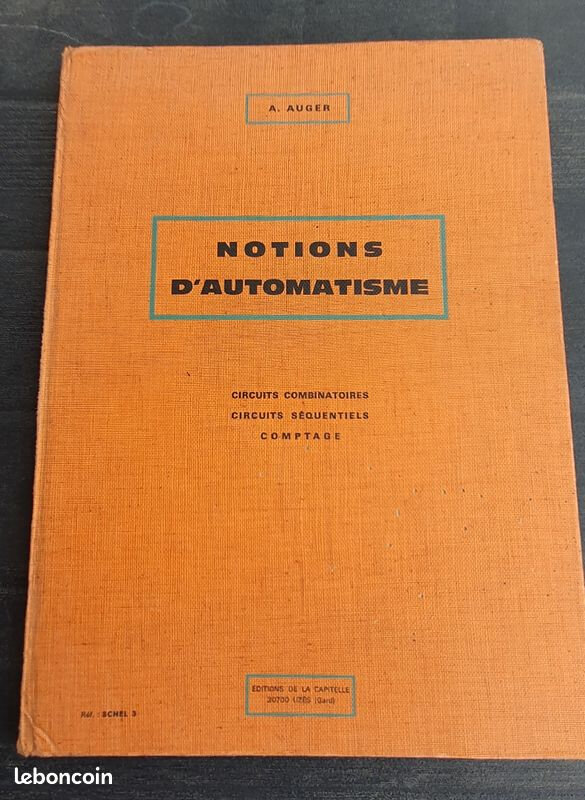 A. AUGER
NOTIONS
D'AUTOMATISME
CIRCUITS COMBINATOIRES
CIRCUITS SÉQUENTIELS
COMPTAGE
EDITIONS DE LA CAPITELLE
30700 UZÈS (Gard)
Réf. : SCHEL 3
leboncoin